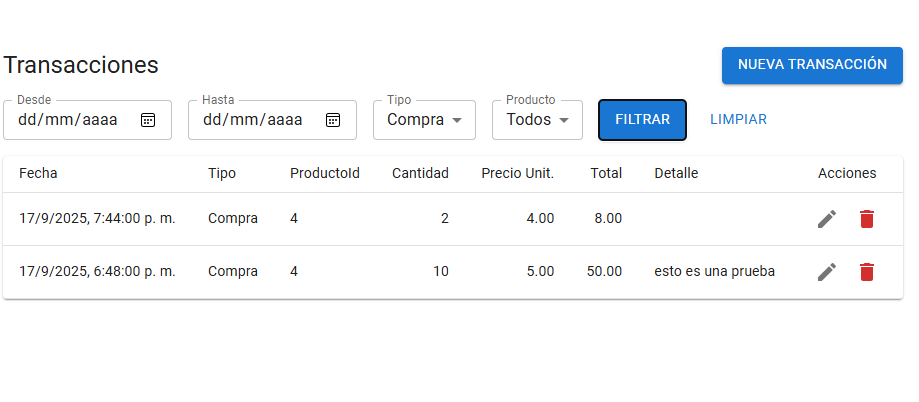 Transacciones NUEVA TRANSACCIÓN
Desde Hasta Tipo Producto
dd/mm/aaaa dd/mm/aaaa Compra Todos FILTRAR LIMPIAR
Fecha Tipo ProductoId Cantidad Precio Unit. Total Detalle Acciones
17/9/2025, 7:44:00 p. m. Compra 4 2 4.00 8.00
17/9/2025, 6:48:00 p. m. Compra 4 10 5.00 50.00 esto es una prueba